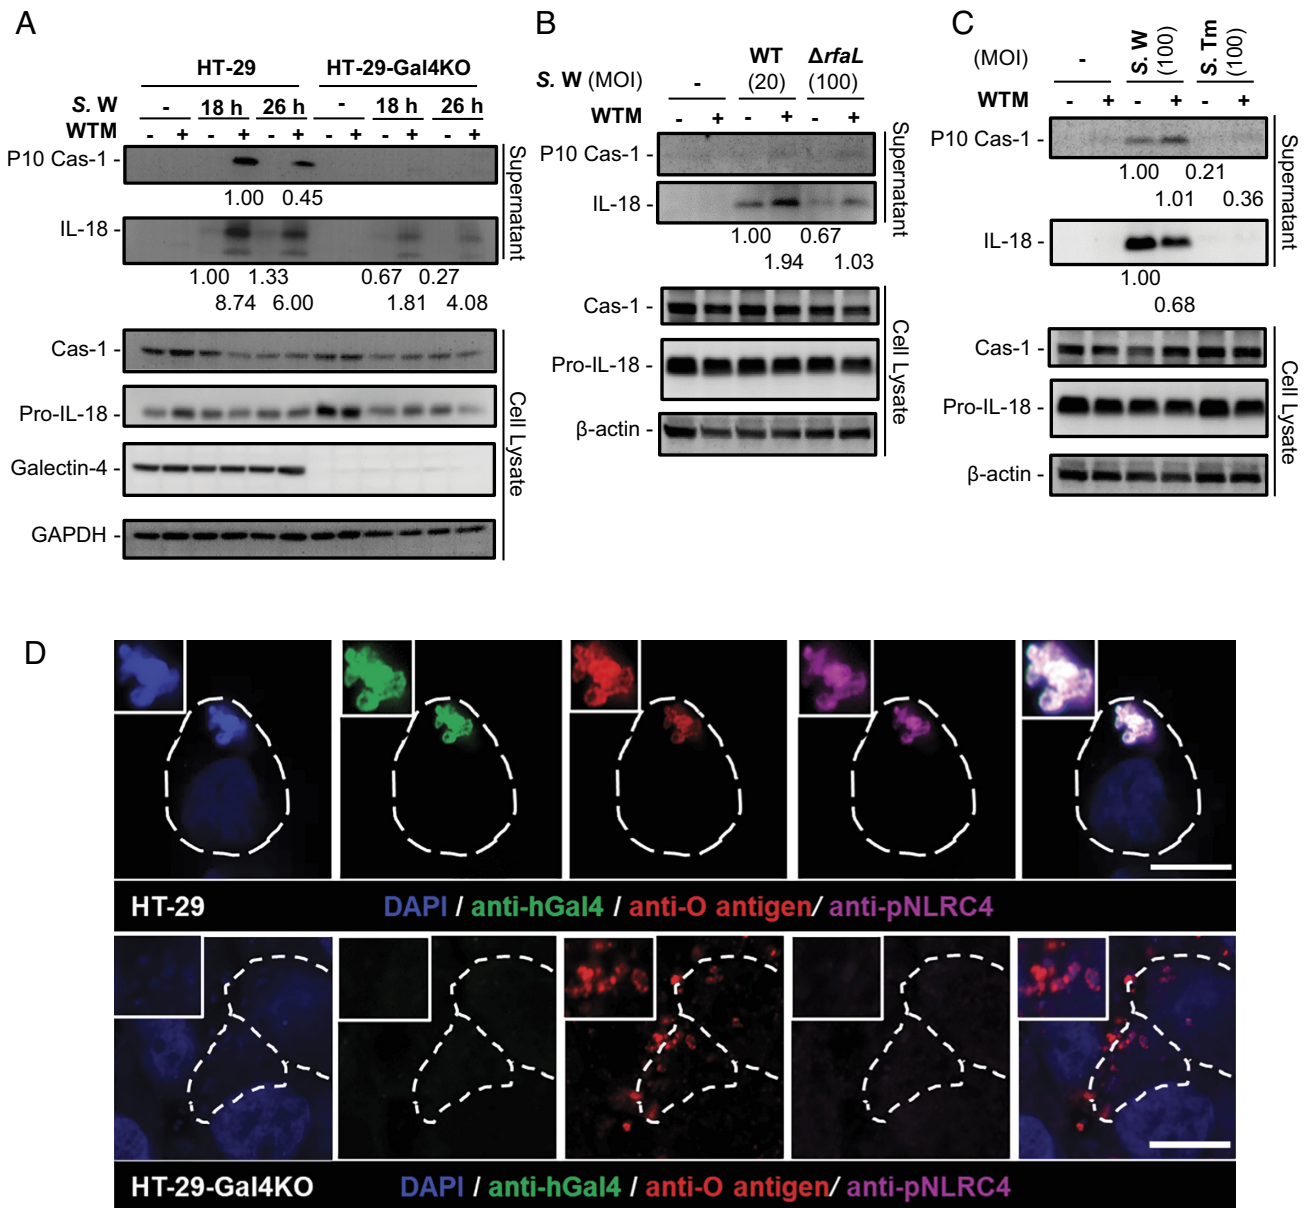 A
HT-29 HT-29-Gal4KO
S. W - 18 h 26 h - 18 h 26 h
WTM - + - + - + - + - + - +
P10 Cas-1 -
1.00 0.45
IL-18 -
1.00 1.33 0.67 0.27
8.74 6.00 1.81 4.08
Supernatant
Cas-1 -
Pro-IL-18 -
Galectin-4 -
GAPDH -
Cell Lysate
B
WT ΔrfaL
S. W (MOI) - (20) (100)
WTM - + - + - +
P10 Cas-1 -
IL-18 -
1.00 0.67
1.94 1.03
Supernatant
Cas-1 -
Pro-IL-18 -
β-actin -
Cell Lysate
C
(MOI) - S. W (100) S. Tm (100)
WTM - + - + - +
P10 Cas-1 -
1.00 0.21
1.01 0.36
IL-18 -
1.00
0.68
Supernatant
Cas-1 -
Pro-IL-18 -
β-actin -
Cell Lysate
D
HT-29 DAPI / anti-hGal4 / anti-O antigen/ anti-pNLRC4
HT-29-Gal4KO DAPI / anti-hGal4 / anti-O antigen/ anti-pNLRC4